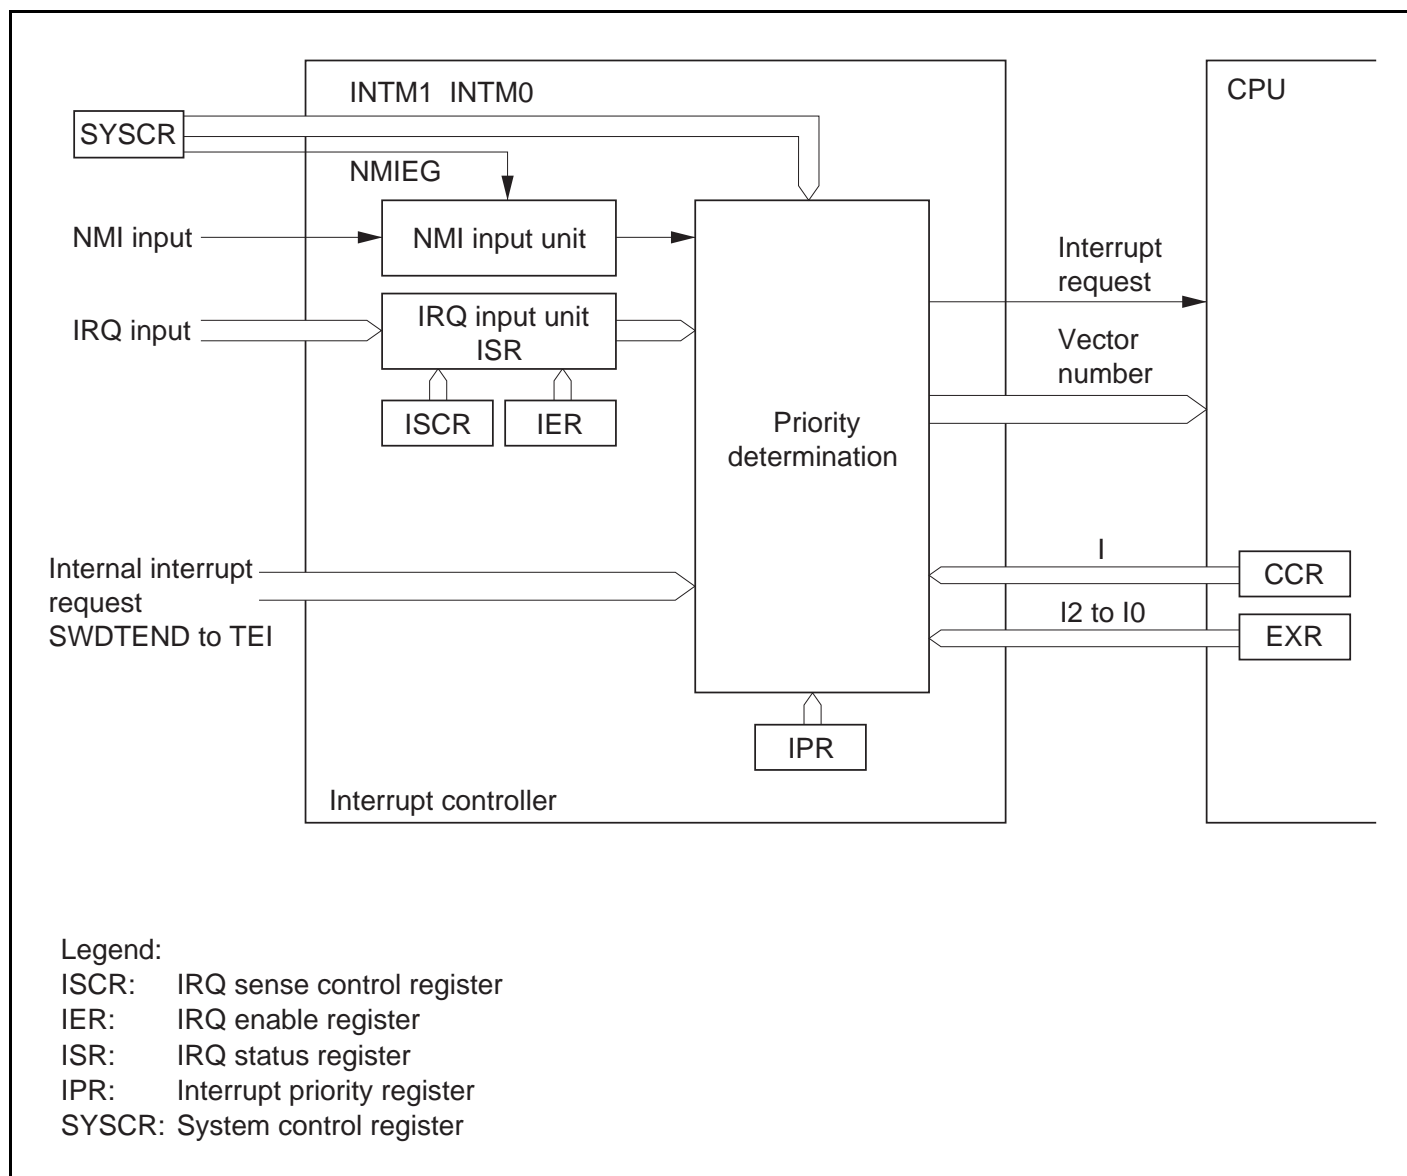 INTM1 INTM0
CPU
SYSCR
NMIEG
NMI input
NMI input unit
Interrupt
request
IRQ input
IRQ input unit
ISR
Vector
number
ISCR
IER
Priority
determination
Internal interrupt
request
SWDTEND to TEI
I
CCR
I2 to I0
EXR
IPR
Interrupt controller
Legend:
ISCR: IRQ sense control register
IER: IRQ enable register
ISR: IRQ status register
IPR: Interrupt priority register
SYSCR: System control register